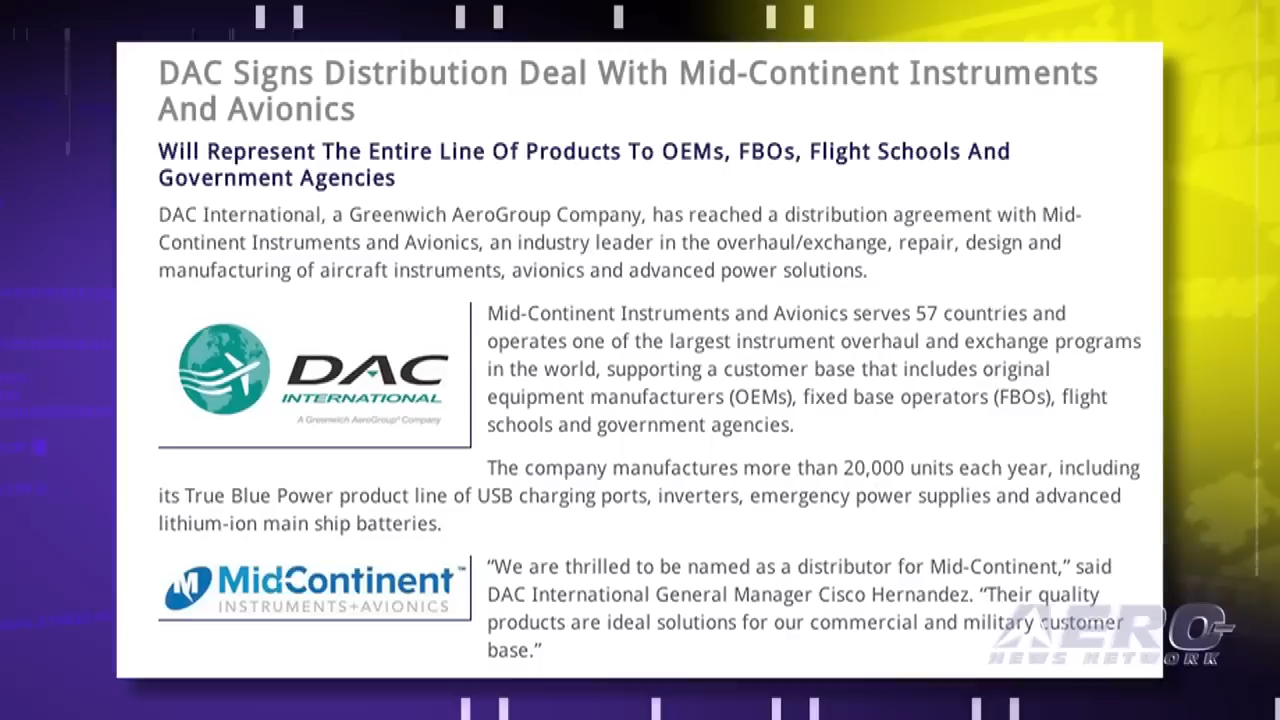 DAC Signs Distribution Deal With Mid-Continent Instruments
And Avionics
Will Represent The Entire Line Of Products To OEMs, FBOs, Flight Schools And
Government Agencies
DAC International, a Greenwich AeroGroup Company, has reached a distribution agreement with Mid-
Continent Instruments and Avionics, an industry leader in the overhaul/exchange, repair, design and
manufacturing of aircraft instruments, avionics and advanced power solutions.
DAC
INTERNATIONAL
A Greenwich AeroGroup® Company
Mid-Continent Instruments and Avionics serves 57 countries and
operates one of the largest instrument overhaul and exchange programs
in the world, supporting a customer base that includes original
equipment manufacturers (OEMs), fixed base operators (FBOs), flight
schools and government agencies.
The company manufactures more than 20,000 units each year, including
its True Blue Power product line of USB charging ports, inverters, emergency power supplies and advanced
lithium-ion main ship batteries.
M MidContinent™
INSTRUMENTS+AVIONICS
“We are thrilled to be named as a distributor for Mid-Continent,” said
DAC International General Manager Cisco Hernandez. “Their quality
products are ideal solutions for our commercial and military customer
base.”
AERO-
NEWS NETWORK